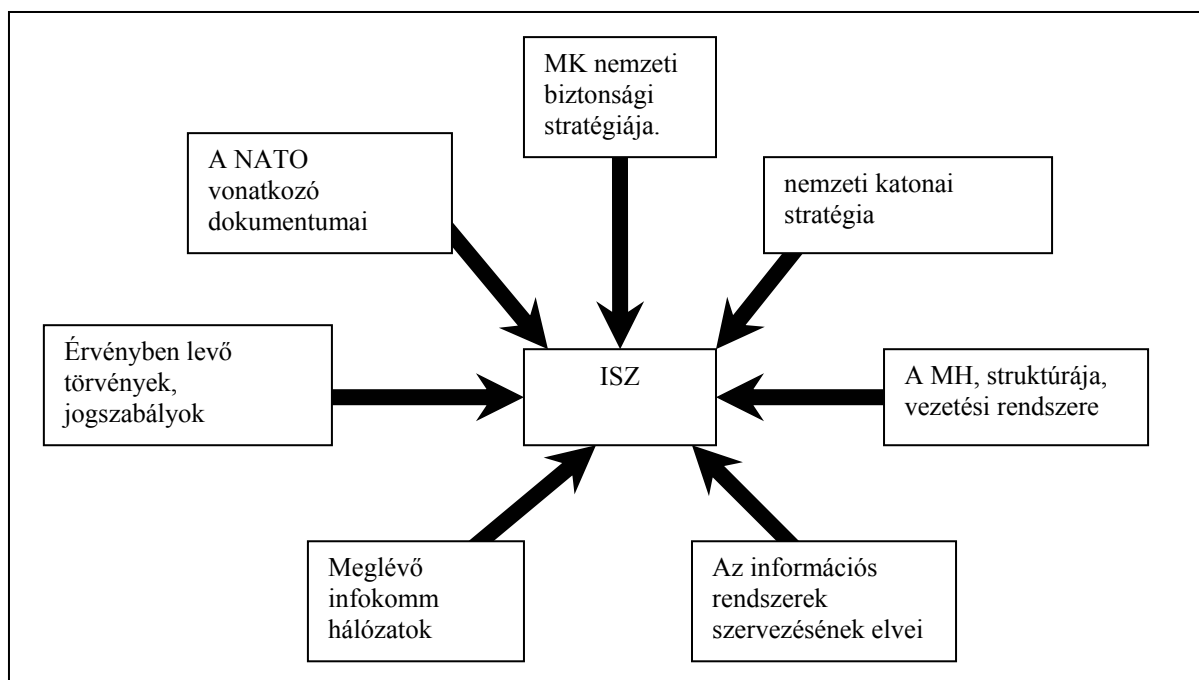 MK nemzeti
biztonsági
stratégiája.
A NATO
vonatkozó
dokumentumai
nemzeti katonai
stratégia
Érvényben levő
törvények,
jogszabályok
ISZ
A MH, struktúrája,
vezetési rendszere
Meglévő
infokomm
hálózatok
Az információs
rendszerek
szervezésének elvei